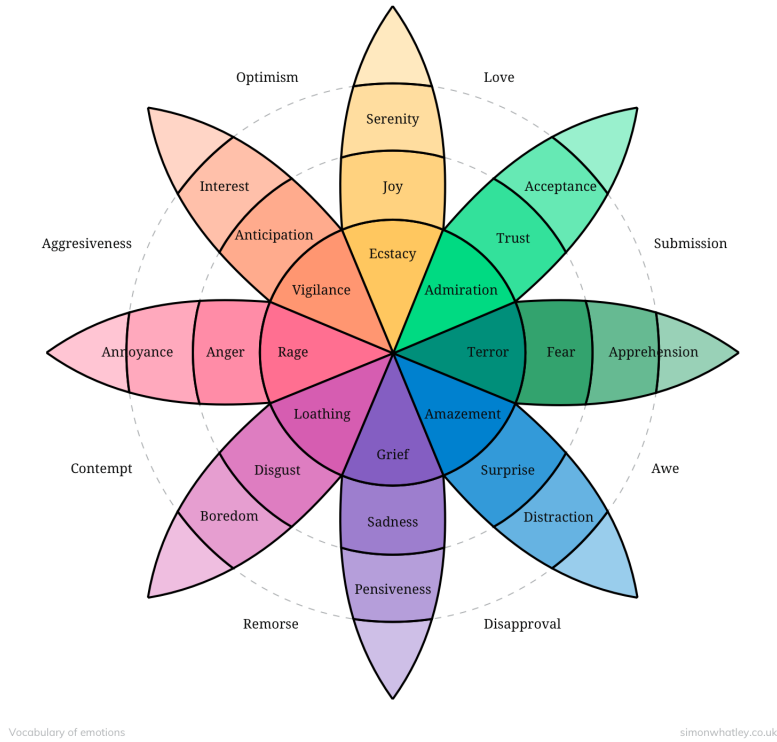 Optimism
Love
Serenity
Interest
Joy
Acceptance
Anticipation
Trust
Aggresiveness
Ecstacy
Submission
Vigilance
Admiration
Annoyance
Anger
Rage
Terror
Fear
Apprehension
Loathing
Amazement
Grief
Contempt
Disgust
Surprise
Awe
Boredom
Sadness
Distraction
Pensiveness
Remorse
Disapproval
Vocabulary of emotions
simonwhatley.co.uk